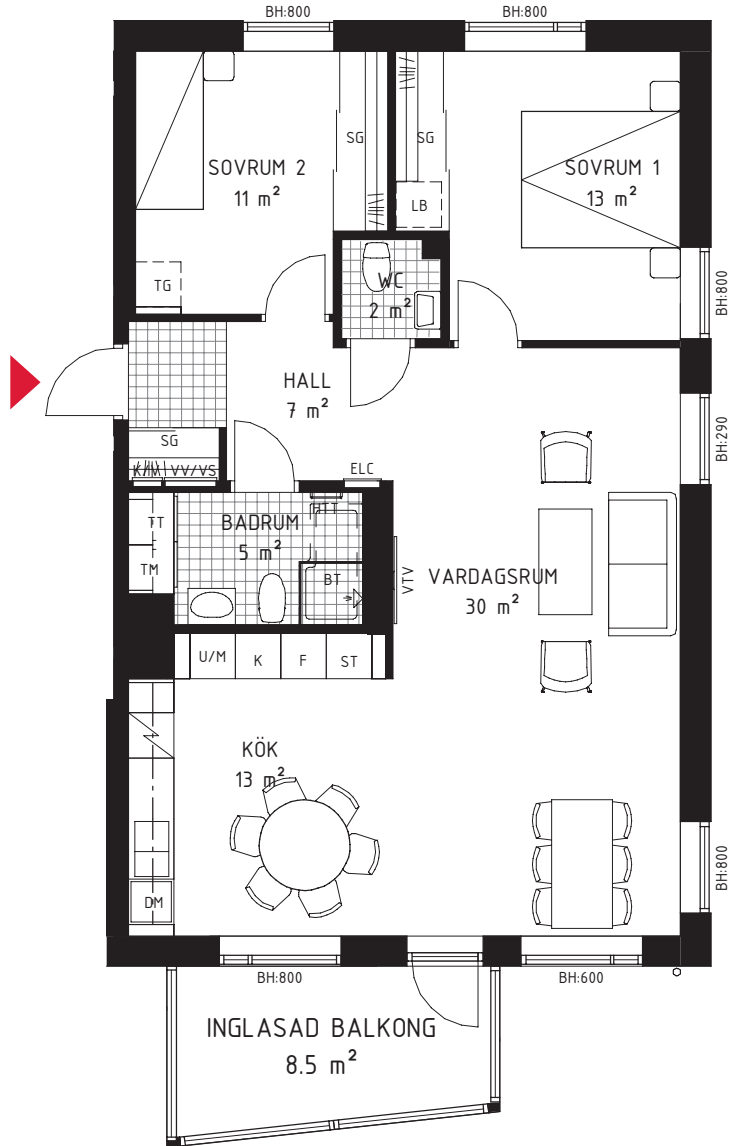 BH:800
BH:800
SG
SG
SOVRUM 2
11 m²
SOVRUM 1
13 m²
LB
TG
WC
2 m²
BH:800
HALL
7 m²
BH:290
SG
K/M VV/VS
ELC
HTT
TT
BADRUM
5 m²
TM
BT
VTV
VARDAGSRUM
30 m²
U/M
K
F
ST
KÖK
13 m²
BH:800
DM
BH:800
BH:600
INGLASAD BALKONG
8.5 m²